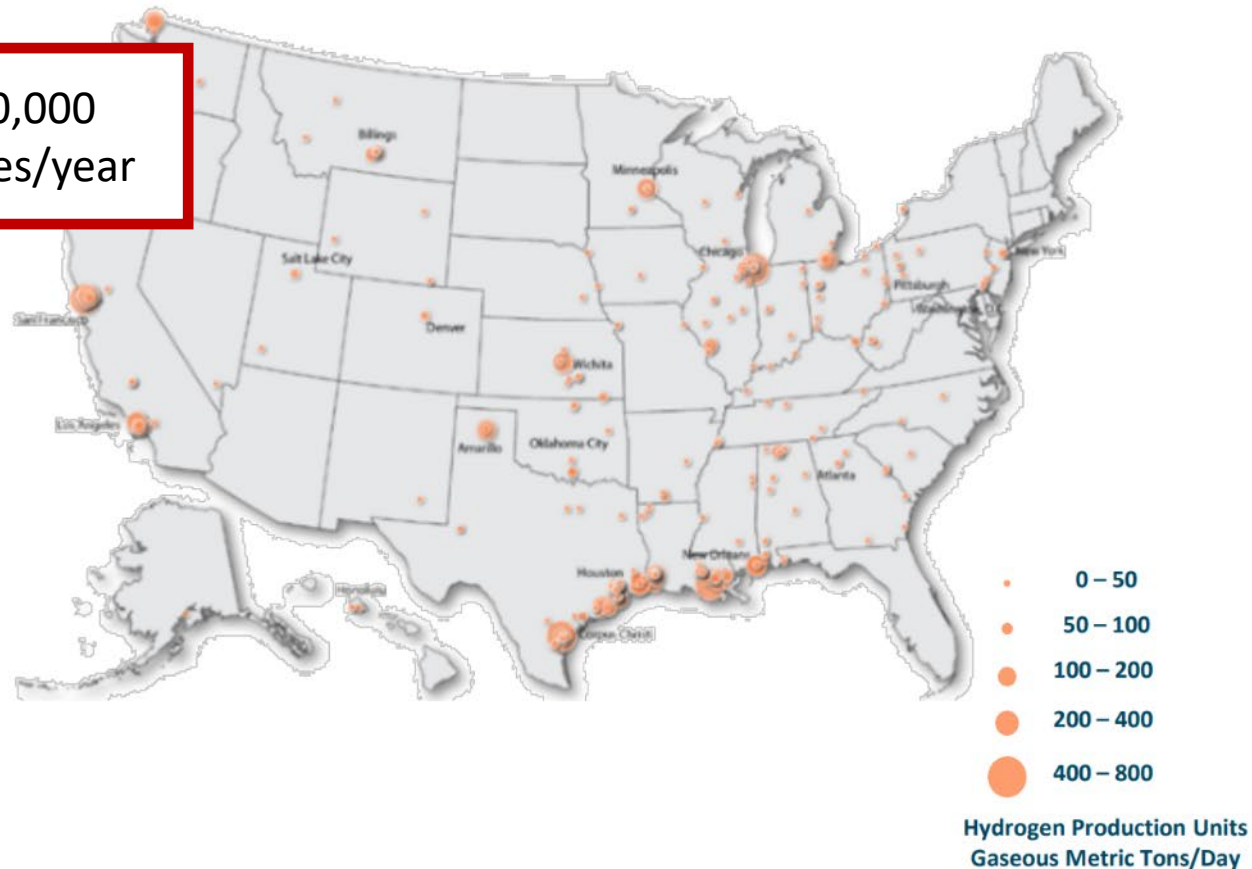 0,000
es/year
Billings
Minneapolis
Chicago
New York
Salt Lake City
Pittsburgh
Washington, D.C.
San Francisco
Denver
Wichita
Los Angeles
Amarillo
Oklahoma City
Atlanta
New Orleans
Houston
Honolulu
Corpus Christi
0 – 50
50 – 100
100 – 200
200 – 400
400 – 800
Hydrogen Production Units
Gaseous Metric Tons/Day